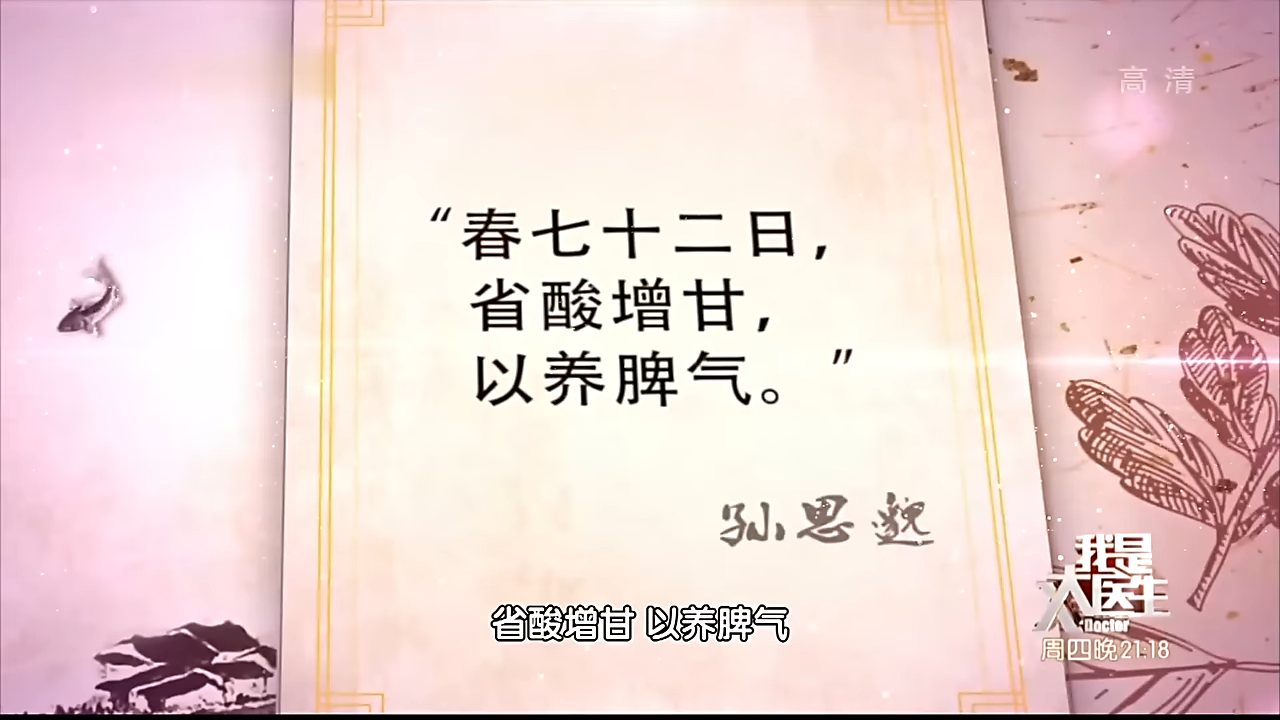 高清
“春七十二日,
省酸增甘,
以养脾气。”
孙思邈
省酸增甘 以养脾气
我是
大医生
Doctor
周四晚21:18